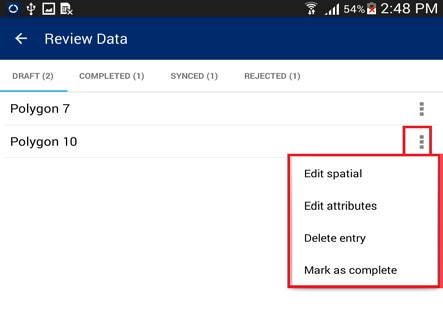 54% 2:48 PM
Review Data
DRAFT (2) COMPLETED (1) SYNCED (1) REJECTED (1)
Polygon 7
Polygon 10
Edit spatial
Edit attributes
Delete entry
Mark as complete